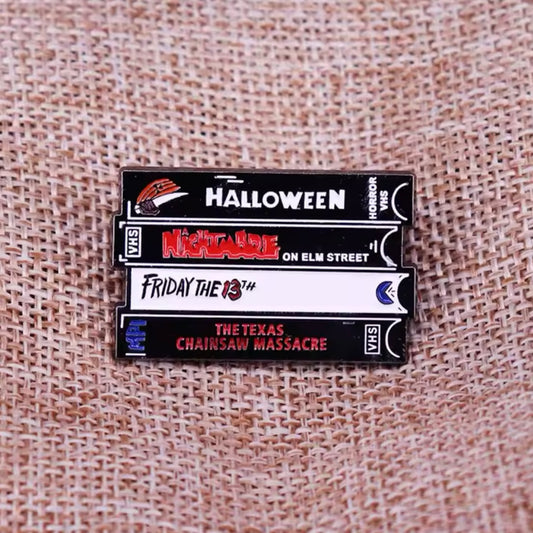 HALLOWEEN
HORROR
VHS
VHS
NIGHTMARE
ON ELM STREET
FRIDAY THE 13TH
THE TEXAS
CHAINSAW MASSACRE
VHS